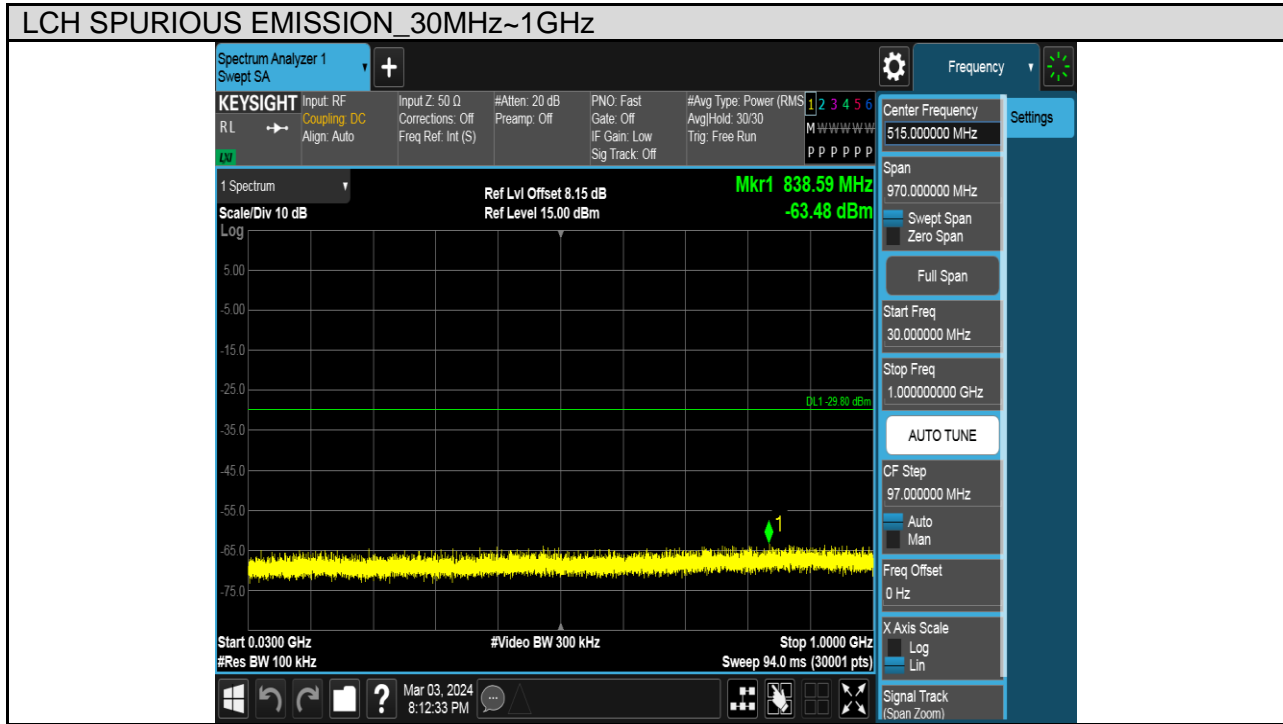 LCH SPURIOUS EMISSION_30MHz~1GHz
Spectrum Analyzer 1
Swept SA
+
Frequency
KEYSIGHT
RL
LXI
Input: RF
Coupling: DC
Align: Auto
Input Z: 50 Ω
Corrections: Off
Freq Ref: Int (S)
#Atten: 20 dB
Preamp: Off
PNO: Fast
Gate: Off
IF Gain: Low
Sig Track: Off
#Avg Type: Power (RMS
Avg|Hold: 30/30
Trig: Free Run
1 2 3 4 5 6
M W W W W W
P P P P P P
1 Spectrum
Scale/Div 10 dB
Ref Lvl Offset 8.15 dB
Ref Level 15.00 dBm
Mkr1 838.59 MHz
-63.48 dBm
Log
5.00
-5.00
-15.0
-25.0
DL1 -29.80 dBm
-35.0
-45.0
-55.0
1
-65.0
-75.0
Start 0.0300 GHz
#Video BW 300 kHz
Stop 1.0000 GHz
#Res BW 100 kHz
Sweep 94.0 ms (30001 pts)
?
Mar 03, 2024
8:12:33 PM
Center Frequency
515.000000 MHz
Settings
Span
970.000000 MHz
Swept Span
Zero Span
Full Span
Start Freq
30.000000 MHz
Stop Freq
1.000000000 GHz
AUTO TUNE
CF Step
97.000000 MHz
Auto
Man
Freq Offset
0 Hz
X Axis Scale
Log
Lin
Signal Track
(Span Zoom)